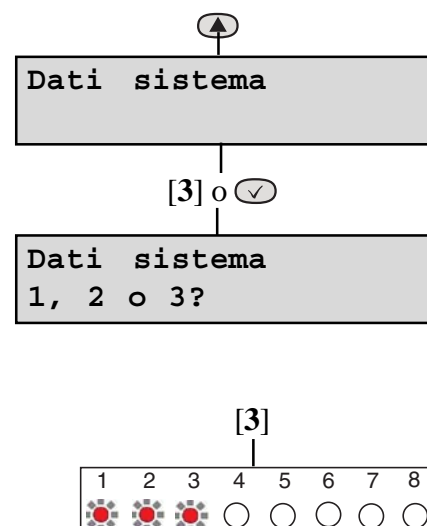 Dati sistema
[3] o
Dati sistema
1, 2 o 3?
[3]
1 2 3 4 5 6 7 8